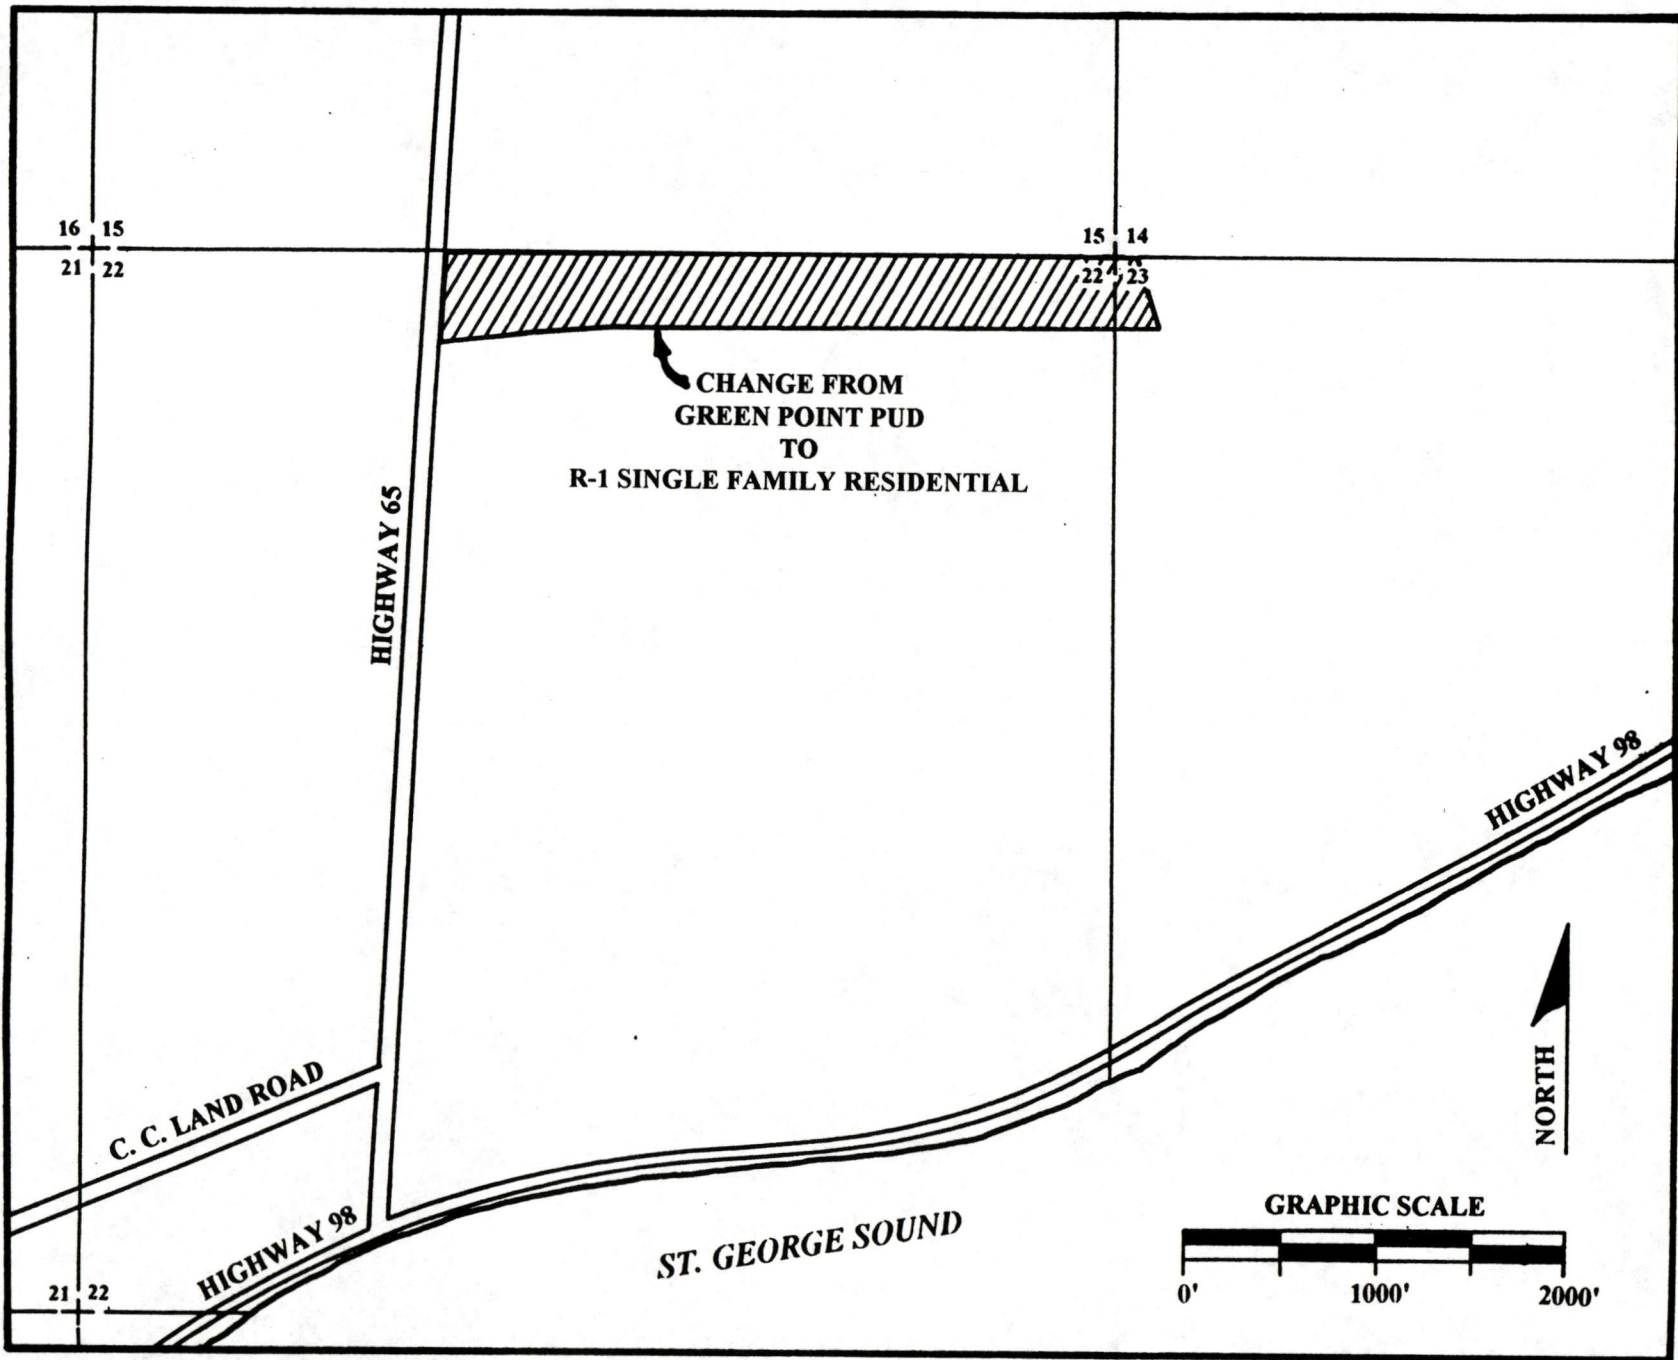 16 15
21 22
15 14
22 23
CHANGE FROM
GREEN POINT PUD
TO
R-1 SINGLE FAMILY RESIDENTIAL
HIGHWAY 65
HIGHWAY 98
C. C. LAND ROAD
HIGHWAY 98
ST. GEORGE SOUND
NORTH
GRAPHIC SCALE
0' 1000' 2000'
21 22